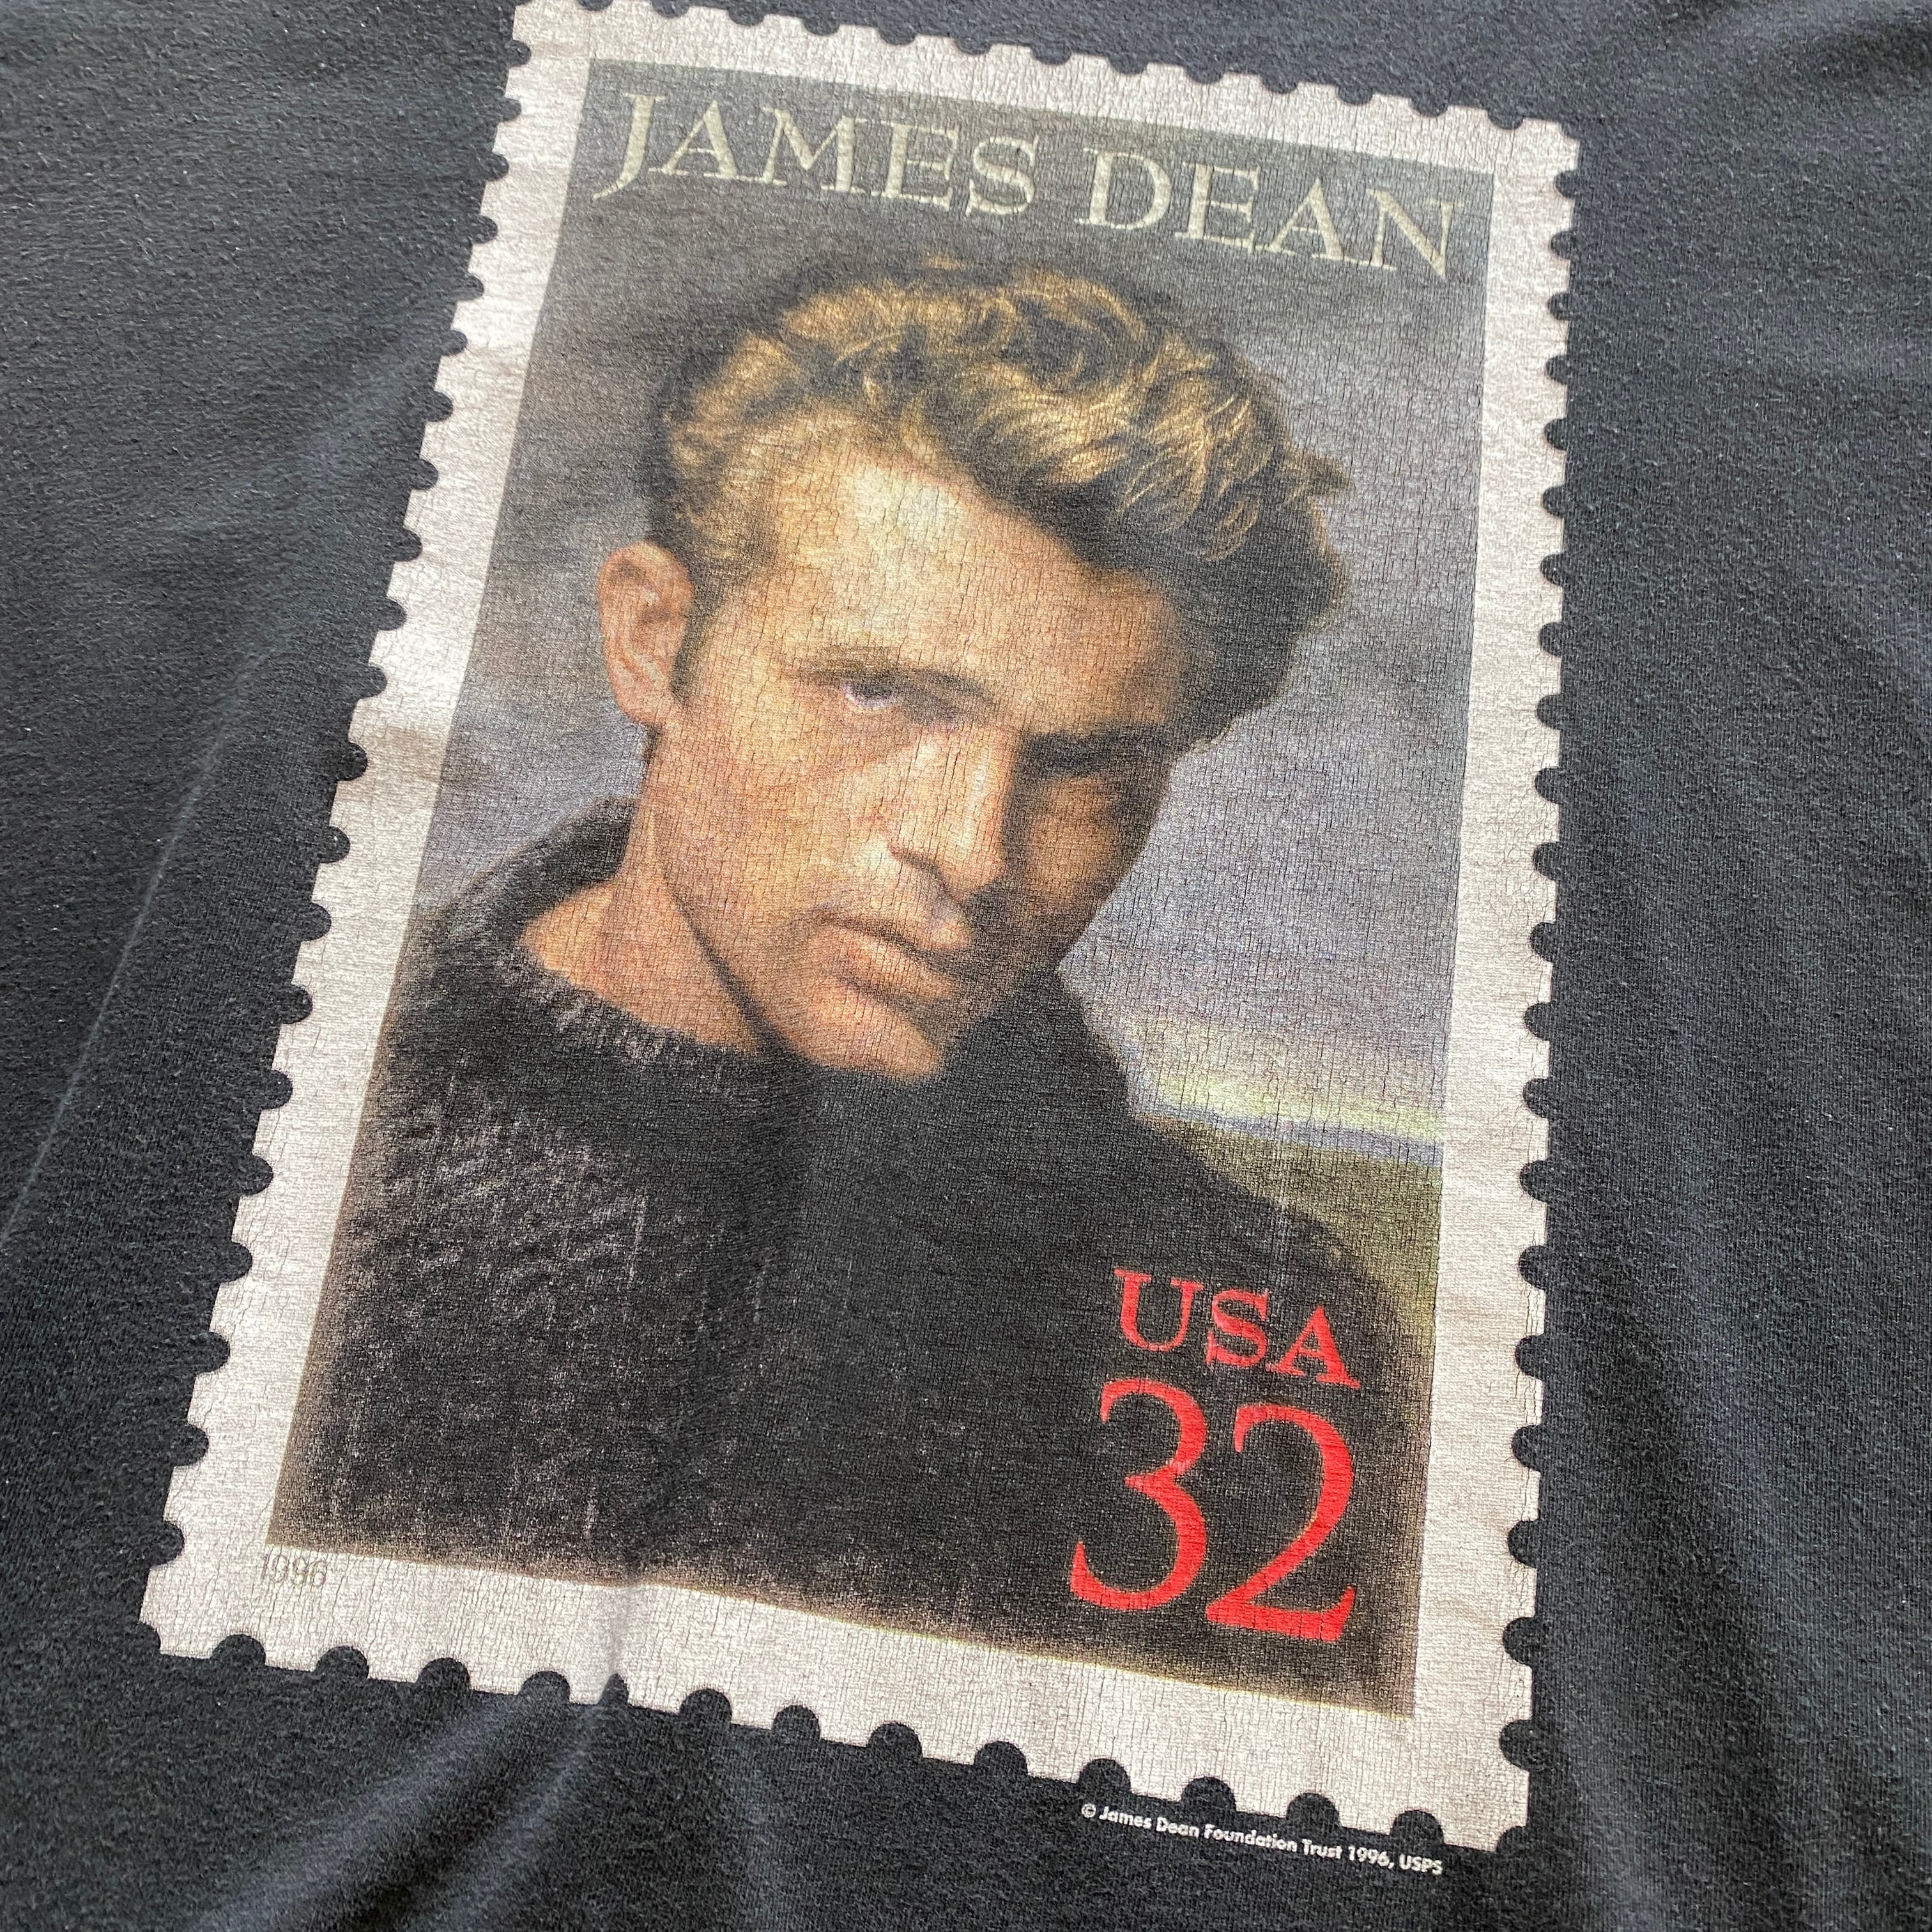 JAMES DEAN
USA
32
1996
© James Dean Foundation Trust 1996, USPS